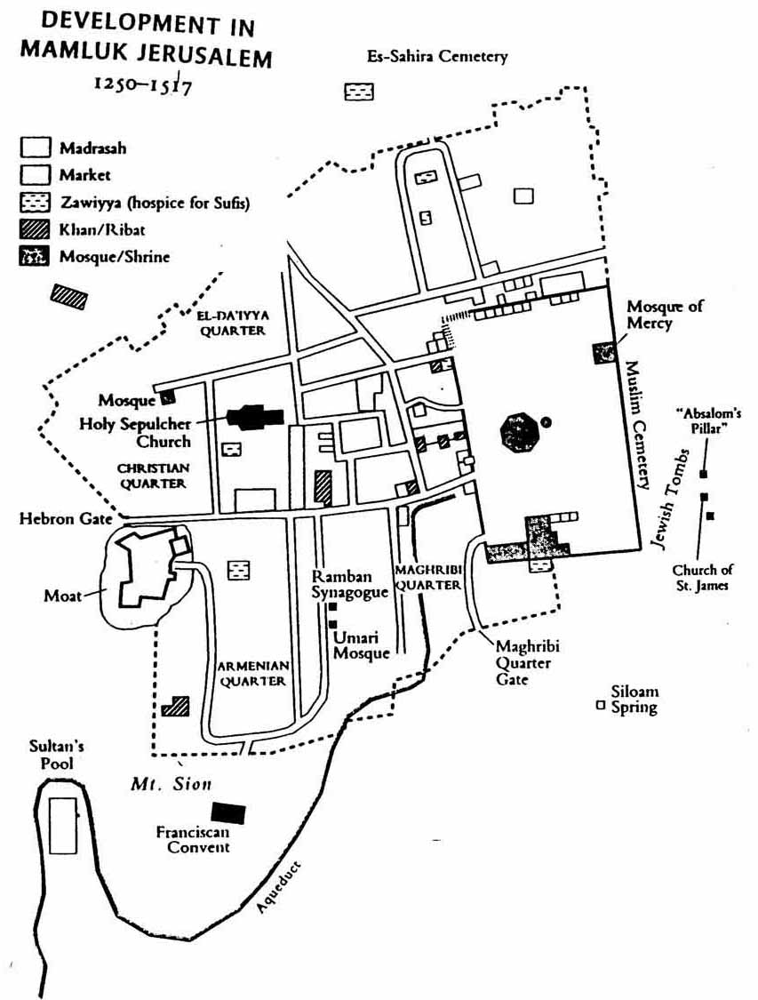 DEVELOPMENT IN
MAMLUK JERUSALEM
1250–1517
Es-Sahira Cemetery
Madrasah
Market
Zawiyya (hospice for Sufis)
Khan/Ribat
Mosque/Shrine
EL-DA'IYYA
QUARTER
Mosque of
Mercy
Muslim Cemetery
Mosque
Holy Sepulcher
Church
CHRISTIAN
QUARTER
"Absalom's
Pillar"
Jewish Tombs
Hebron Gate
Church of
St. James
Moat
Ramban
Synagogue
MAGHRIBI
QUARTER
Umari
Mosque
ARMENIAN
QUARTER
Maghribi
Quarter
Gate
Siloam
Spring
Sultan's
Pool
Mt. Sion
Franciscan
Convent
Aqueduct